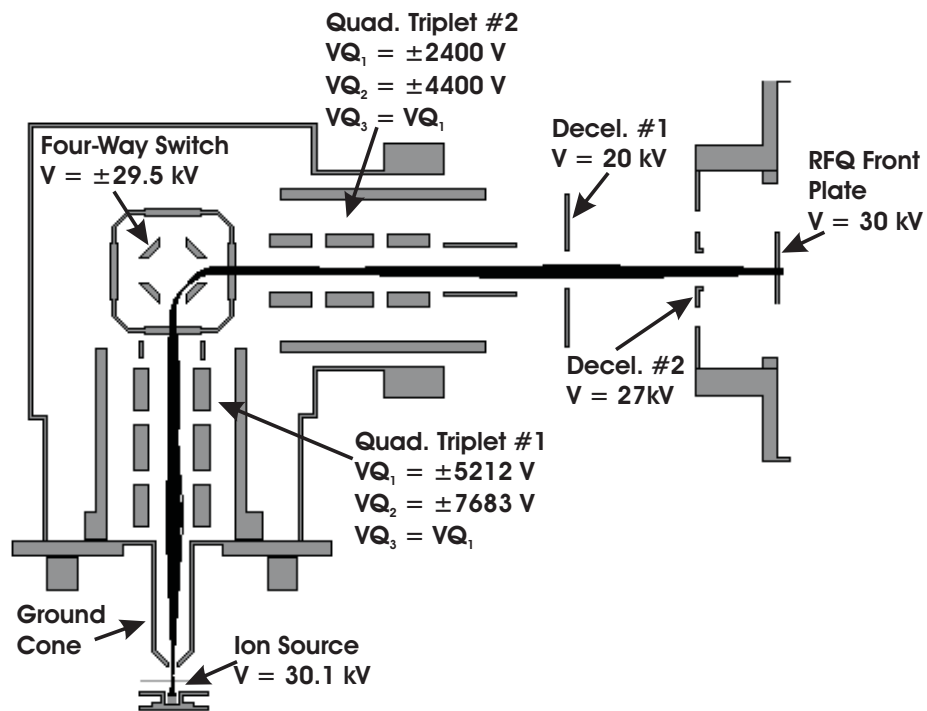 Quad. Triplet #2
VQ₁ = ±2400 V
VQ₂ = ±4400 V
VQ₃ = VQ₁
Four-Way Switch
V = ±29.5 kV
Decel. #1
V = 20 kV
RFQ Front
Plate
V = 30 kV
Decel. #2
V = 27kV
Quad. Triplet #1
VQ₁ = ±5212 V
VQ₂ = ±7683 V
VQ₃ = VQ₁
Ground
Cone
Ion Source
V = 30.1 kV